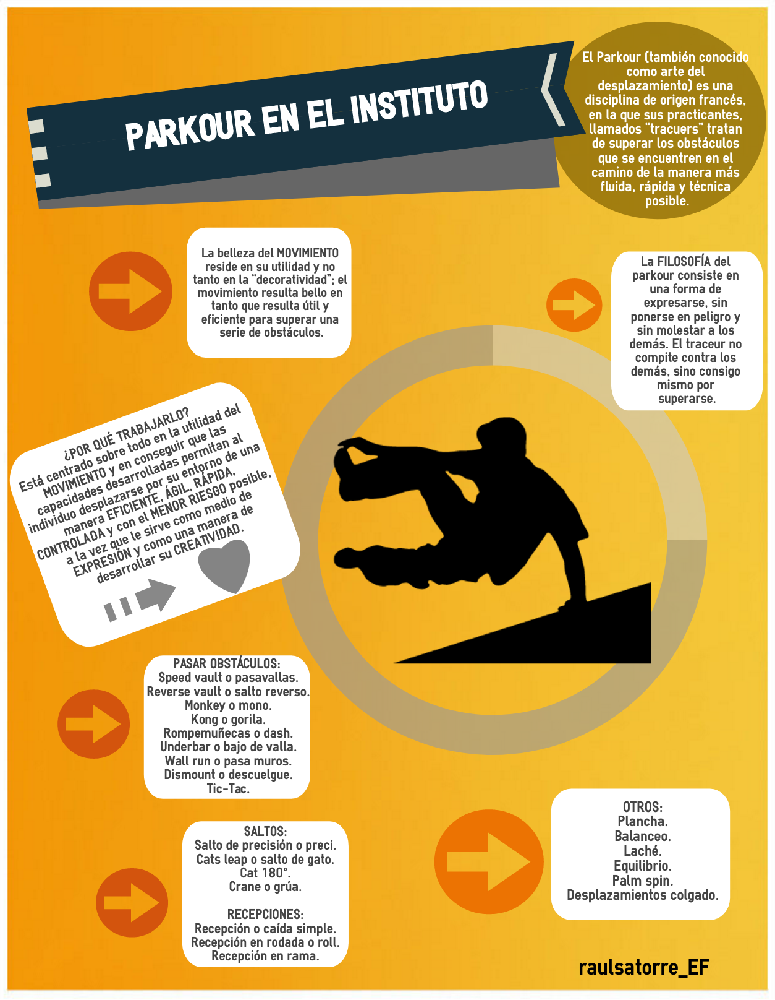 PARKOUR EN EL INSTITUTO
El Parkour (también conocido
como arte del
desplazamiento) es una
disciplina de origen francés,
en la que sus practicantes,
llamados “tracuers” tratan
de superar los obstáculos
que se encuentren en el
camino de la manera más
fluida, rápida y técnica
posible.
La belleza del MOVIMIENTO
reside en su utilidad y no
tanto en la “decoratividad”; el
movimiento resulta bello en
tanto que resulta útil y
eficiente para superar una
serie de obstáculos.
La FILOSOFÍA del
parkour consiste en
una forma de
expresarse, sin
ponerse en peligro y
sin molestar a los
demás. El traceur no
compite contra los
demás, sino consigo
mismo por
superarse.
¿POR QUÉ TRABAJARLO?
Está centrado sobre todo en la utilidad del
MOVIMIENTO y en conseguir que las
capacidades desarrolladas permitan al
individuo desplazarse por su entorno de una
manera EFICIENTE, ÁGIL, RÁPIDA,
CONTROLADA y con el MENOR RIESGO posible,
a la vez que le sirve como medio de
EXPRESIÓN y como una manera de
desarrollar su CREATIVIDAD.
PASAR OBSTÁCULOS:
Speed vault o pasavallas.
Reverse vault o salto reverso.
Monkey o mono.
Kong o gorila.
Rompemuñecas o dash.
Underbar o bajo de valla.
Wall run o pasa muros.
Dismount o descuelgue.
Tic-Tac.
SALTOS:
Salto de precisión o preci.
Cats leap o salto de gato.
Cat 180°.
Crane o grúa.
RECEPCIONES:
Recepción o caída simple.
Recepción en rodada o roll.
Recepción en rama.
OTROS:
Plancha.
Balanceo.
Laché.
Equilibrio.
Palm spin.
Desplazamientos colgado.
raulsatorre_EF